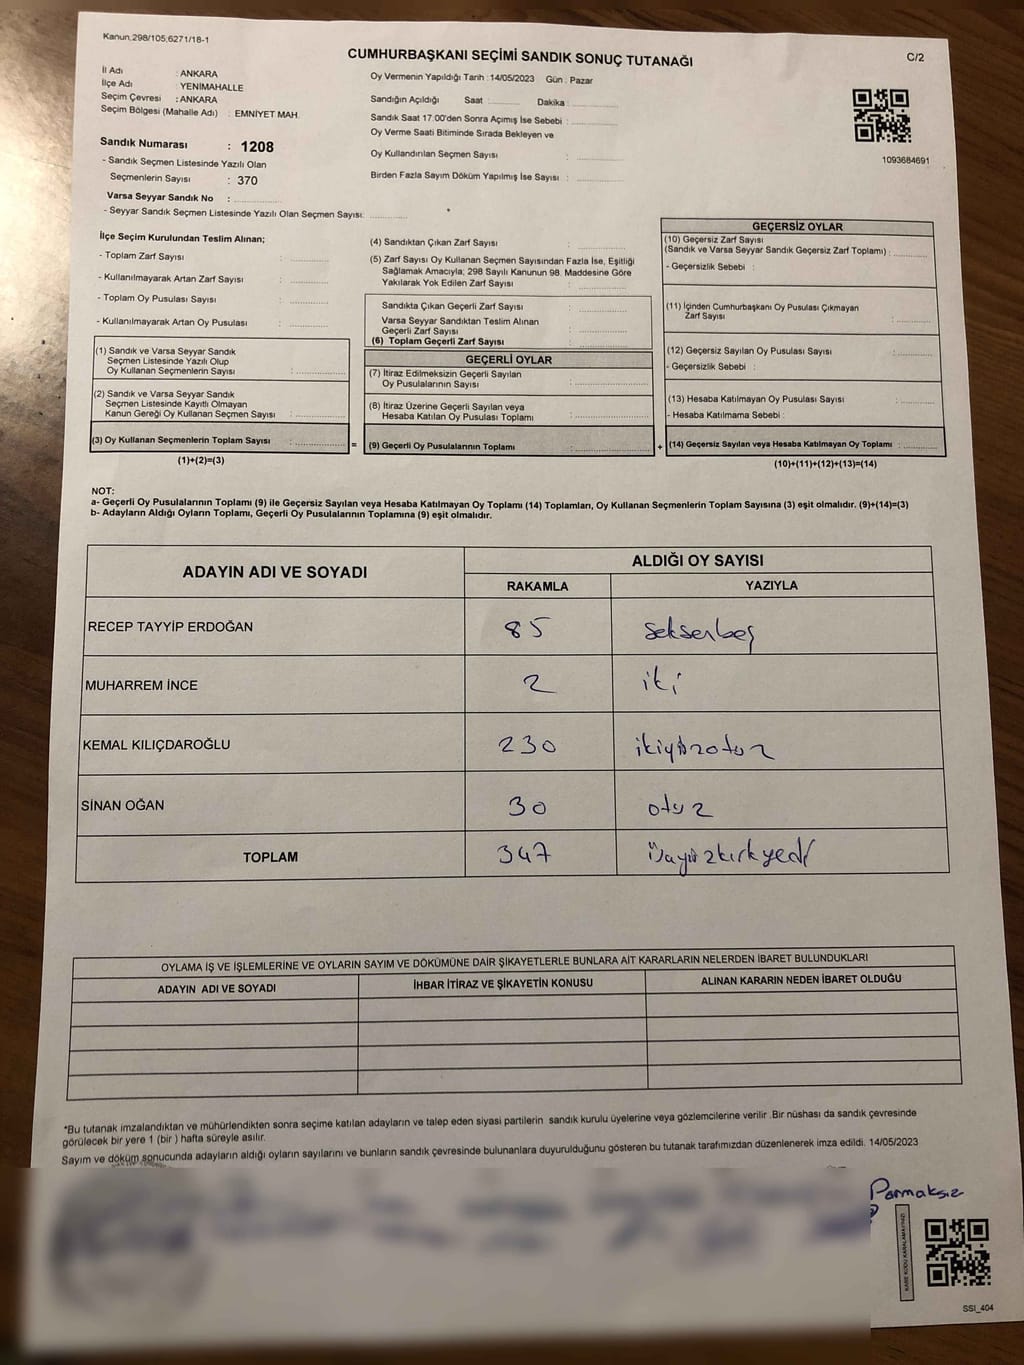 Kanun.298/105,6271/18-1
CUMHURBAŞKANI SEÇİMİ SANDIK SONUÇ TUTANAĞI
C/2
İl Adı : ANKARA
İlçe Adı : YENİMAHALLE
Seçim Çevresi : ANKARA
Seçim Bölgesi (Mahalle Adı) : EMNİYET MAH.
Oy Vermenin Yapıldığı Tarih :14/05/2023 Gün : Pazar
Sandığın Açıldığı Saat ............ Dakika: ............
Sandık Saat 17:00'den Sonra Açımış İse Sebebi : ............
Oy Verme Saati Bitiminde Sırada Bekleyen ve
Oy Kullandırılan Seçmen Sayısı : ............
Birden Fazla Sayım Döküm Yapılmış İse Sayısı : ............
1093684691
Sandık Numarası : 1208
- Sandık Seçmen Listesinde Yazılı Olan
Seçmenlerin Sayısı : 370
Varsa Seyyar Sandık No : ............
- Seyyar Sandık Seçmen Listesinde Yazılı Olan Seçmen Sayısı: ............
İlçe Seçim Kurulundan Teslim Alınan;
- Toplam Zarf Sayısı : ............
- Kullanılmayarak Artan Zarf Sayısı : ............
- Toplam Oy Pusulası Sayısı : ............
- Kullanılmayarak Artan Oy Pusulası : ............
(1) Sandık ve Varsa Seyyar Sandık
Seçmen Listesinde Yazılı Olup
Oy Kullanan Seçmenlerin Sayısı : ............
(2) Sandık ve Varsa Seyyar Sandık
Seçmen Listesinde Kayıtlı Olmayan
Kanun Gereği Oy Kullanan Seçmen Sayısı : ............
(3) Oy Kullanan Seçmenlerin Toplam Sayısı : ............ =
(1)+(2)=(3)
(4) Sandıktan Çıkan Zarf Sayısı : ............
(5) Zarf Sayısı Oy Kullanan Seçmen Sayısından Fazla İse, Eşitliği
Sağlamak Amacıyla; 298 Sayılı Kanunun 98. Maddesine Göre
Yakılarak Yok Edilen Zarf Sayısı : ............
Sandıkta Çıkan Geçerli Zarf Sayısı : ............
Varsa Seyyar Sandıktan Teslim Alınan
Geçerli Zarf Sayısı : ............
(6) Toplam Geçerli Zarf Sayısı : ............
GEÇERLİ OYLAR
(7) İtiraz Edilmeksizin Geçerli Sayılan
Oy Pusulalarının Sayısı : ............
(8) İtiraz Üzerine Geçerli Sayılan veya
Hesaba Katılan Oy Pusulası Toplamı : ............
(9) Geçerli Oy Pusulalarının Toplamı : ............ +
GEÇERSİZ OYLAR
(10) Geçersiz Zarf Sayısı
(Sandık ve Varsa Seyyar Sandık Geçersiz Zarf Toplamı) : ............
- Geçersizlik Sebebi :
(11) İçinden Cumhurbaşkanı Oy Pusulası Çıkmayan
Zarf Sayısı : ............
(12) Geçersiz Sayılan Oy Pusulası Sayısı : ............
- Geçersizlik Sebebi :
(13) Hesaba Katılmayan Oy Pusulası Sayısı : ............
- Hesaba Katılmama Sebebi :
(14) Geçersiz Sayılan veya Hesaba Katılmayan Oy Toplamı : ............
(10)+(11)+(12)+(13)=(14)
NOT:
a- Geçerli Oy Pusulalarının Toplamı (9) ile Geçersiz Sayılan veya Hesaba Katılmayan Oy Toplamı (14) Toplamları, Oy Kullanan Seçmenlerin Toplam Sayısına (3) eşit olmalıdır. (9)+(14)=(3)
b- Adayların Aldığı Oyların Toplamı, Geçerli Oy Pusulalarının Toplamına (9) eşit olmalıdır.
ADAYIN ADI VE SOYADI ALDIĞI OY SAYISI
RAKAMLA YAZIYLA
RECEP TAYYİP ERDOĞAN 85 seksenbeş
MUHARREM İNCE 2 iki
KEMAL KILIÇDAROĞLU 230 ikiyüzotuz
SİNAN OĞAN 30 otuz
TOPLAM 347 üçyüzkırkyedi
OYLAMA İŞ VE İŞLEMLERİNE VE OYLARIN SAYIM VE DÖKÜMÜNE DAİR ŞİKAYETLERLE BUNLARA AİT KARARLARIN NELERDEN İBARET BULUNDUKLARI
ADAYIN ADI VE SOYADI İHBAR İTİRAZ VE ŞİKAYETİN KONUSU ALINAN KARARIN NEDEN İBARET OLDUĞU
*Bu tutanak imzalandıktan ve mühürlendikten sonra seçime katılan adayların ve talep eden siyasi partilerin sandık kurulu üyelerine veya gözlemcilerine verilir .Bir nüshası da sandık çevresinde
görülecek bir yere 1 (bir ) hafta süreyle asılır.
Sayım ve döküm sonucunda adayların aldığı oyların sayılarını ve bunların sandık çevresinde bulunanlara duyurulduğunu gösteren bu tutanak tarafımızdan düzenlenerek imza edildi. 14/05/2023
Parmaksız
KARE KODU KARALAMAYINIZ!
SSİ_404